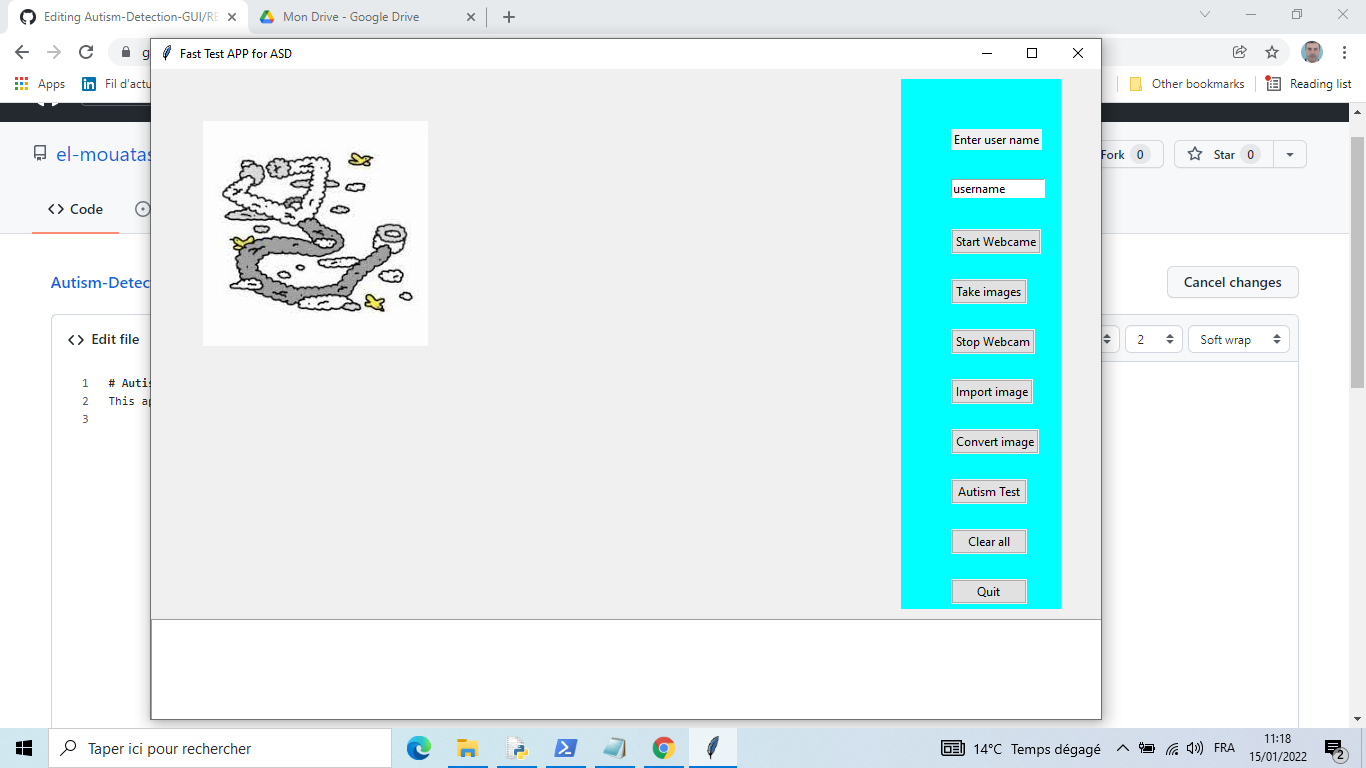 Editing Autism-Detection-GUI/RE
Mon Drive - Google Drive
g
Apps
Fil d'actu
Other bookmarks
Reading list
Fast Test APP for ASD
el-mouatas
Fork 0
Star 0
Code
Autism-Detec
Cancel changes
Edit file
2
Soft wrap
1 # Autis
2 This ap
3
Enter user name
username
Start Webcame
Take images
Stop Webcam
Import image
Convert image
Autism Test
Clear all
Quit
Taper ici pour rechercher
14°C Temps dégagé
FRA
11:18
15/01/2022
2